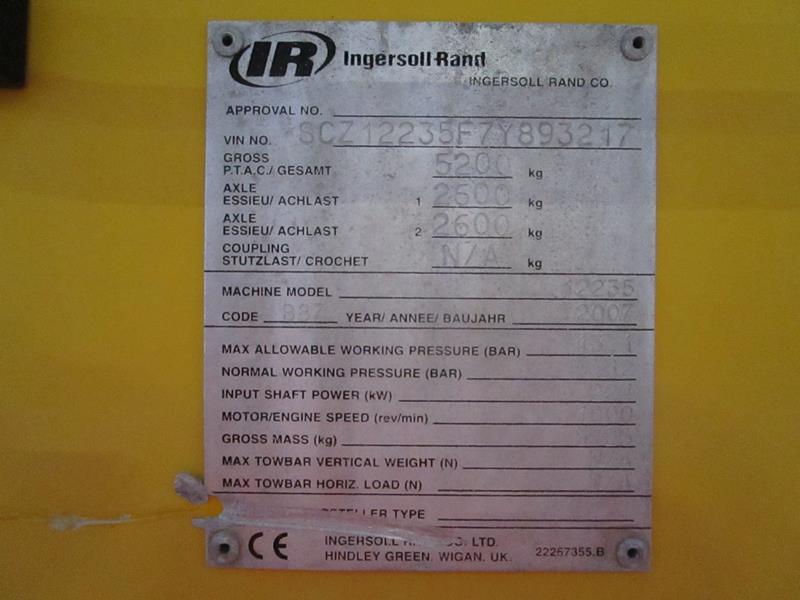 IR Ingersoll Rand
INGERSOLL RAND CO.
APPROVAL NO.
VIN NO. SCZ12235F7Y893217
GROSS
P.T.A.C./ GESAMT 5200 kg
AXLE
ESSIEU/ ACHLAST 1 2600 kg
AXLE
ESSIEU/ ACHLAST 2 2600 kg
COUPLING
STUTZLAST/ CROCHET N/A kg
MACHINE MODEL 12235
CODE YEAR/ ANNEE/ BAUJAHR 2007
MAX ALLOWABLE WORKING PRESSURE (BAR)
NORMAL WORKING PRESSURE (BAR) 12
INPUT SHAFT POWER (kW)
MOTOR/ENGINE SPEED (rev/min)
GROSS MASS (kg)
MAX TOWBAR VERTICAL WEIGHT (N)
MAX TOWBAR HORIZ. LOAD (N)
TYPE
CE INGERSOLL LTD.
HINDLEY GREEN. WIGAN. UK. 22267355.B